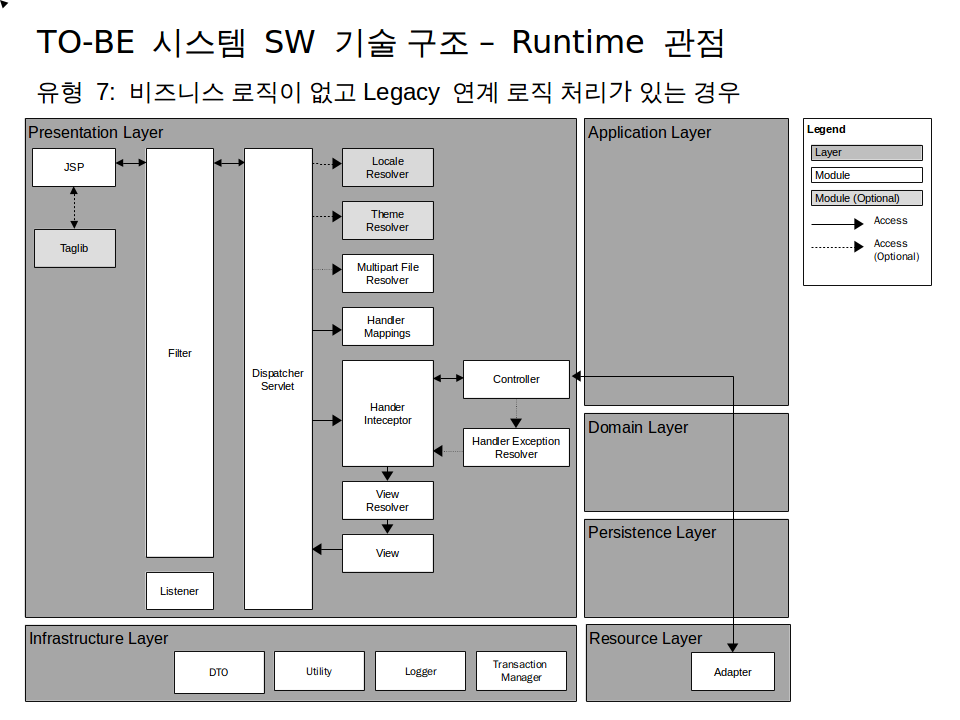 TO-BE 시스템 SW 기술 구조 – Runtime 관점
유형 7: 비즈니스 로직이 없고 Legacy 연계 로직 처리가 있는 경우
Presentation Layer
JSP
Taglib
Filter
Listener
Dispatcher
Servlet
Locale
Resolver
Theme
Resolver
Multipart File
Resolver
Handler
Mappings
Hander
Inteceptor
View
Resolver
View
Controller
Handler Exception
Resolver
Application Layer
Domain Layer
Persistence Layer
Legend
Layer
Module
Module (Optional)
Access
Access
(Optional)
Infrastructure Layer
DTO
Utility
Logger
Transaction
Manager
Resource Layer
Adapter